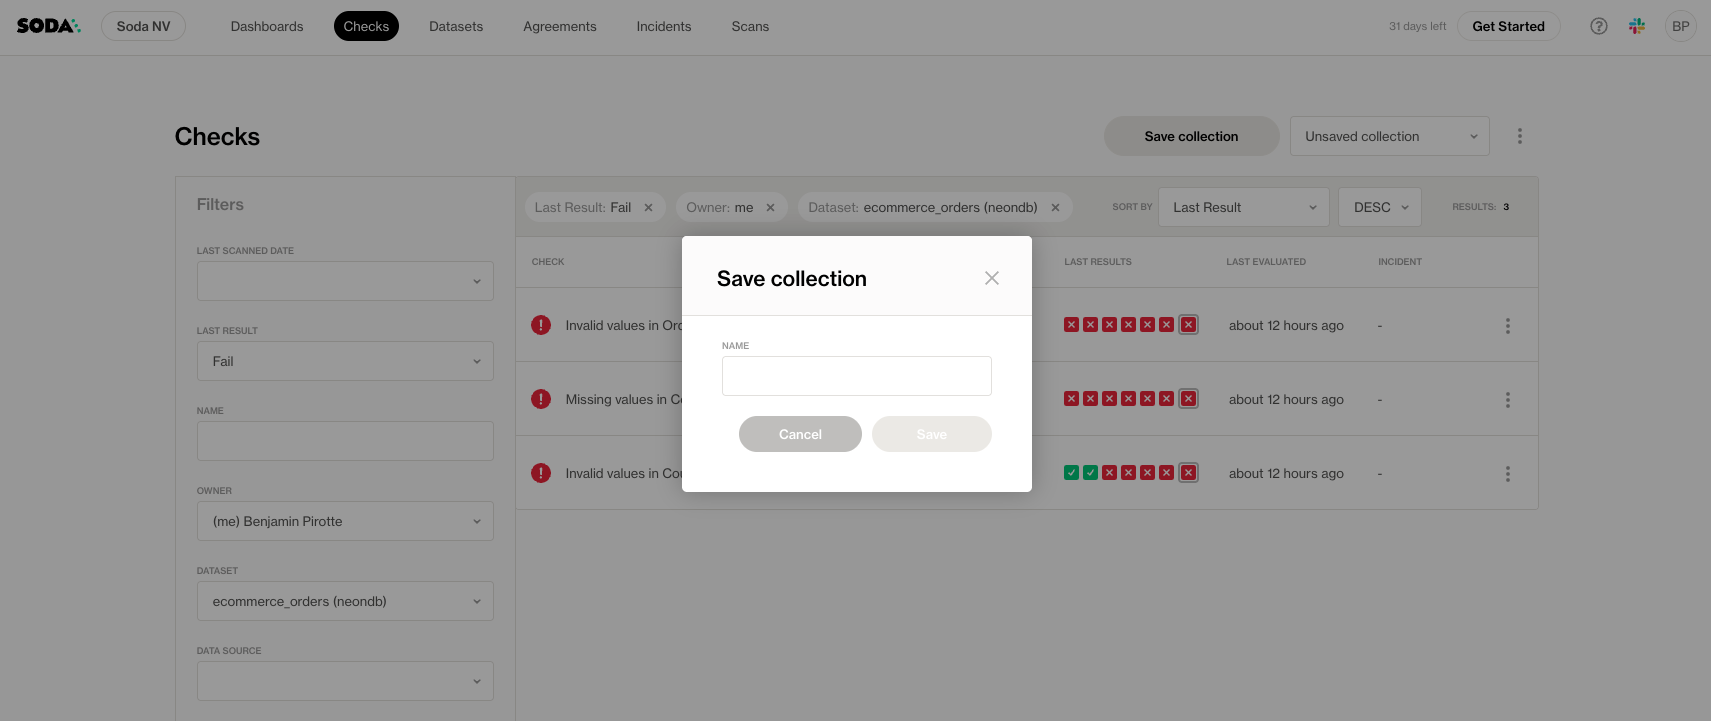 SODA
Soda NV
Dashboards
Checks
Datasets
Agreements
Incidents
Scans
31 days left
Get Started
BP
Checks
Save collection
Unsaved collection
Filters
Last Result: Fail
Owner: me
Dataset: ecommerce_orders (neondb)
SORT BY
Last Result
DESC
RESULTS: 3
LAST SCANNED DATE
LAST RESULT
Fail
NAME
OWNER
(me) Benjamin Pirotte
DATASET
ecommerce_orders (neondb)
DATA SOURCE
CHECK
LAST RESULTS
LAST EVALUATED
INCIDENT
Invalid values in Orc
about 12 hours ago
-
Missing values in C
about 12 hours ago
-
Invalid values in Cou
about 12 hours ago
-
Save collection
NAME
Cancel
Save